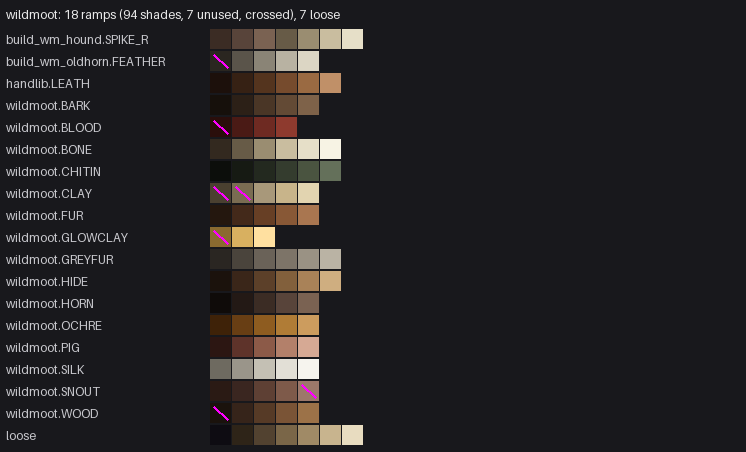 wildmoot: 18 ramps (94 shades, 7 unused, crossed), 7 loose
build_wm_hound.SPIKE_R
build_wm_oldhorn.FEATHER
handlib.LEATH
wildmoot.BARK
wildmoot.BLOOD
wildmoot.BONE
wildmoot.CHITIN
wildmoot.CLAY
wildmoot.FUR
wildmoot.GLOWCLAY
wildmoot.GREYFUR
wildmoot.HIDE
wildmoot.HORN
wildmoot.OCHRE
wildmoot.PIG
wildmoot.SILK
wildmoot.SNOUT
wildmoot.WOOD
loose